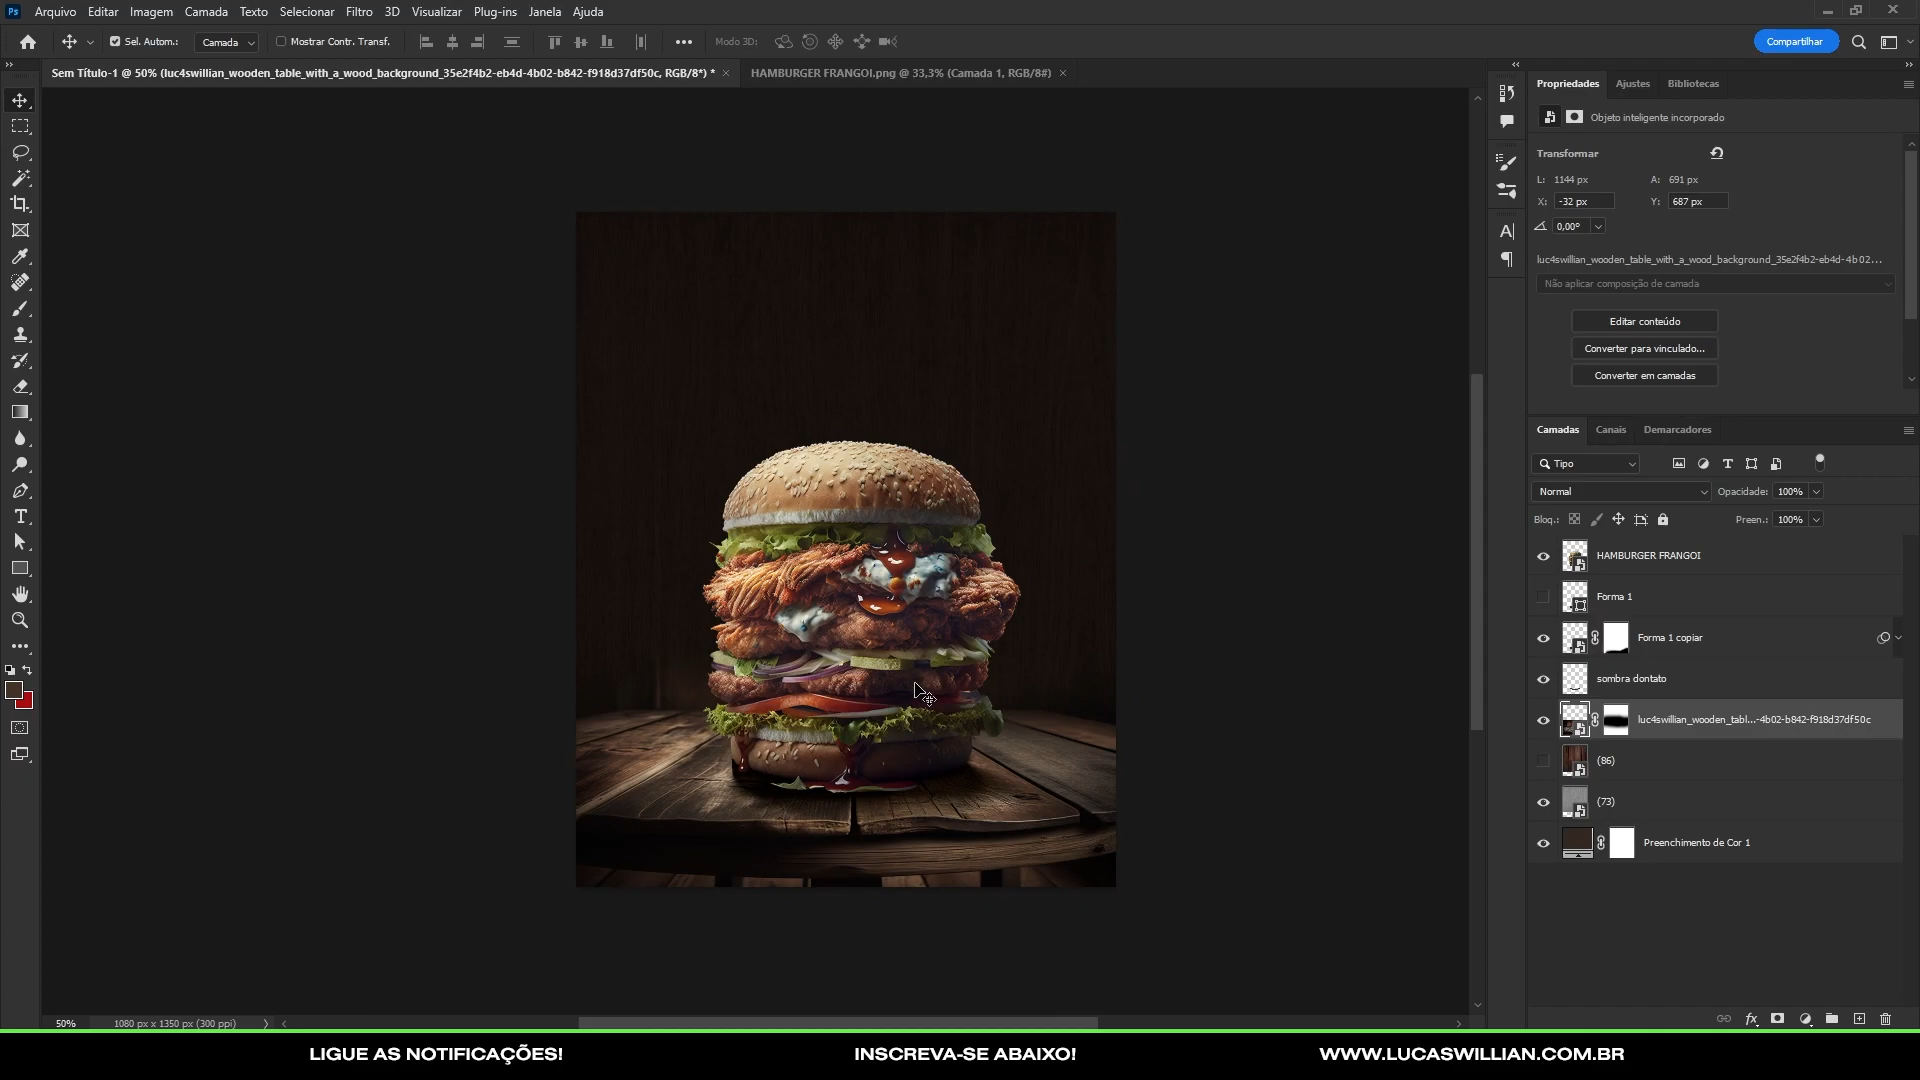 Ps Arquivo Editar Imagem Camada Texto Selecionar Filtro 3D Visualizar Plug-ins Janela Ajuda
Sel. Autom.: Camada Mostrar Contr. Transf. Modo 3D: Compartilhar
Sem Título-1 @ 50% (luc4swillian_wooden_table_with_a_wood_background_35e2f4b2-eb4d-4b02-b842-f918d37df50c, RGB/8*) * HAMBURGER FRANGOI.png @ 33,3% (Camada 1, RGB/8#)
Propriedades Ajustes Bibliotecas
Objeto inteligente incorporado
Transformar
L: 1144 px A: 691 px
X: -32 px Y: 687 px
0,00°
luc4swillian_wooden_table_with_a_wood_background_35e2f4b2-eb4d-4b02...
Não aplicar composição de camada
Editar conteúdo
Converter para vinculado...
Converter em camadas
Camadas Canais Demarcadores
Tipo
Normal Opacidade: 100%
Bloq.: Preen.: 100%
HAMBURGER FRANGOI
Forma 1
Forma 1 copiar
sombra dontato
luc4swillian_wooden_tabl...-4b02-b842-f918d37df50c
(86)
(73)
Preenchimento de Cor 1
50% 1080 px x 1350 px (300 ppi)
LIGUE AS NOTIFICAÇÕES! INSCREVA-SE ABAIXO! WWW.LUCASWILLIAN.COM.BR